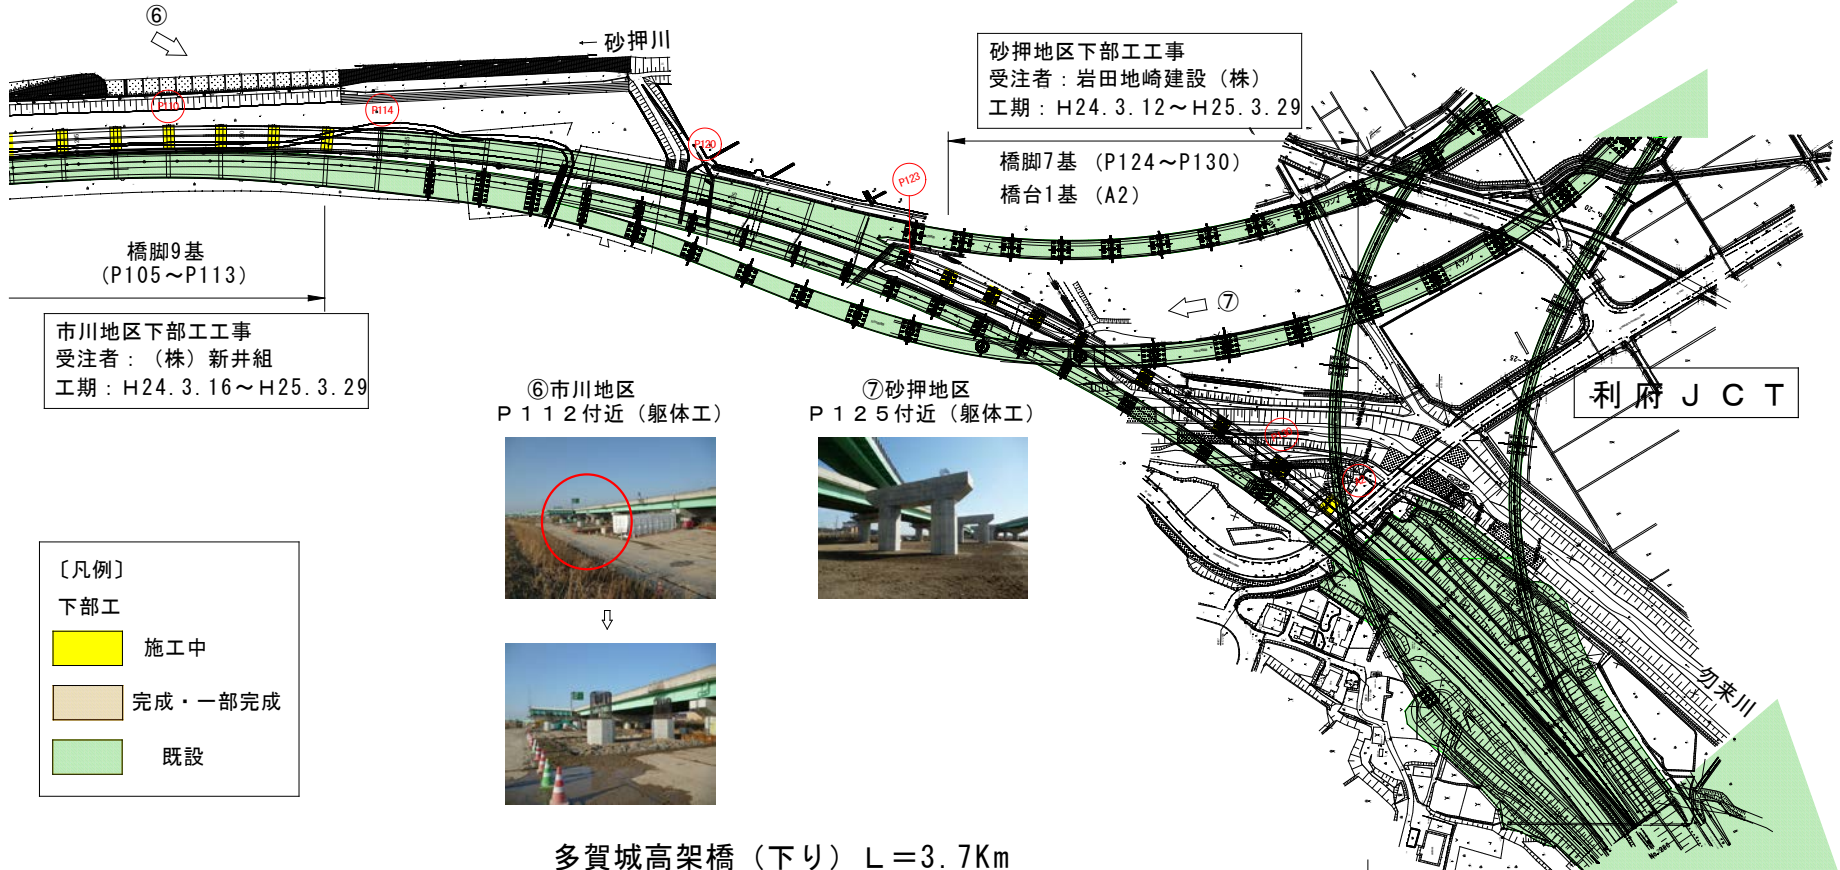 ⑥
← 砂押川
砂押地区下部工工事
受注者：岩田地崎建設（株）
工期：H24.3.12～H25.3.29
P110
P114
P120
P123
橋脚7基（P124～P130）
橋台1基（A2）
橋脚9基
（P105～P113）
市川地区下部工工事
受注者：（株）新井組
工期：H24.3.16～H25.3.29
⑦
利府JCT
⑥市川地区
P112付近（躯体工）
⑦砂押地区
P125付近（躯体工）
A2
〔凡例〕
下部工
施工中
完成・一部完成
既設
勿来川
多賀城高架橋（下り）L＝3.7Km